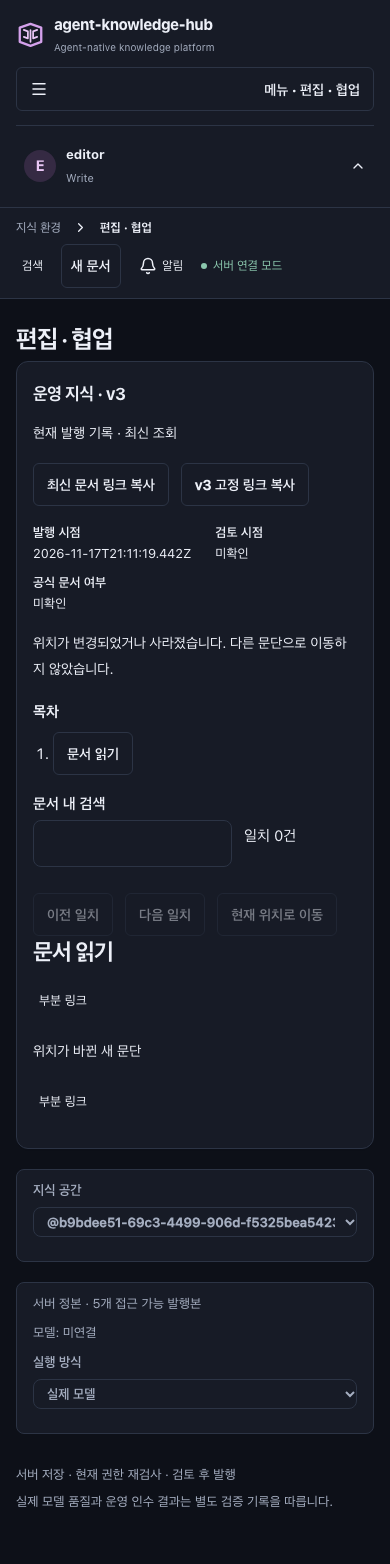 agent-knowledge-hub
Agent-native knowledge platform
메뉴 · 편집 · 협업
E
editor
Write
지식 환경
편집 · 협업
검색
새 문서
알림
서버 연결 모드
편집 · 협업
운영 지식 · v3
현재 발행 기록 · 최신 조회
최신 문서 링크 복사
v3 고정 링크 복사
발행 시점
검토 시점
2026-11-17T21:11:19.442Z
미확인
공식 문서 여부
미확인
위치가 변경되었거나 사라졌습니다. 다른 문단으로 이동하
지 않았습니다.
목차
1. 문서 읽기
문서 내 검색
일치 0건
이전 일치
다음 일치
현재 위치로 이동
문서 읽기
부분 링크
위치가 바뀐 새 문단
부분 링크
지식 공간
@b9bdee51-69c3-4499-906d-f5325bea542
서버 정본 · 5개 접근 가능 발행본
모델: 미연결
실행 방식
실제 모델
서버 저장 · 현재 권한 재검사 · 검토 후 발행
실제 모델 품질과 운영 인수 결과는 별도 검증 기록을 따릅니다.